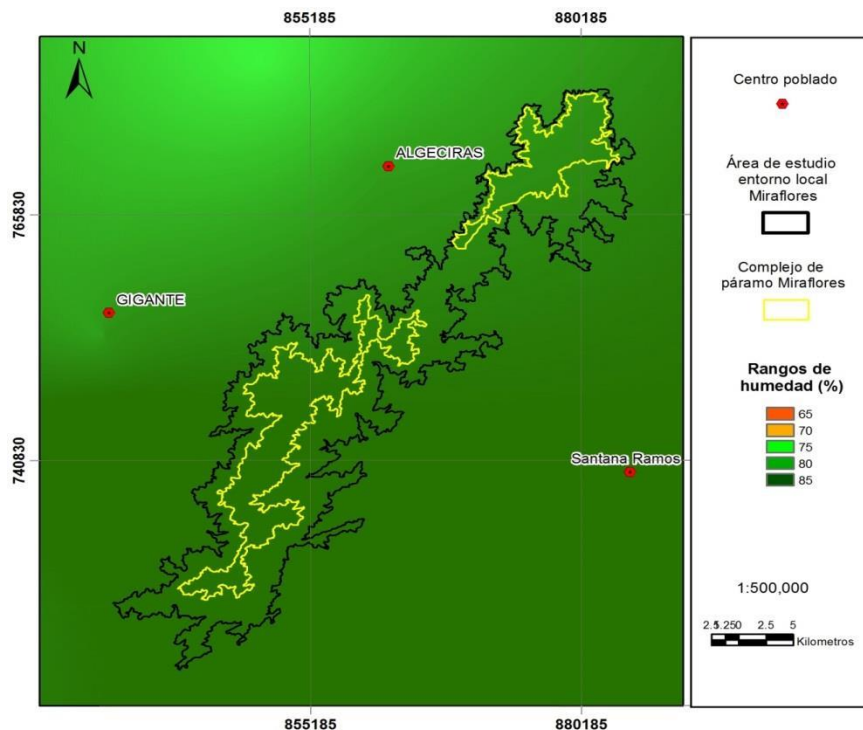 855185
880185
N
ALGECIRAS
765830
GIGANTE
740830
Santana Ramos
855185
880185
Centro poblado
Área de estudio
entorno local
Miraflores
Complejo de
páramo Miraflores
Rangos de
humedad (%)
65
70
75
80
85
1:500,000
2.51.250 2.5 5
Kilometros